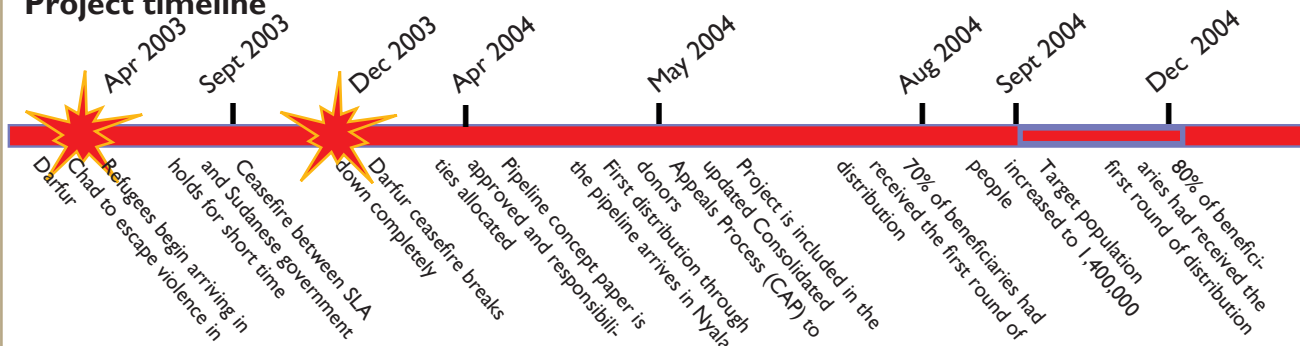 Project timeline
Apr 2003
Sept 2003
Dec 2003
Apr 2004
May 2004
Aug 2004
Sept 2004
Dec 2004
Refugees begin arriving in
Chad to escape violence in
Darfur
Ceasefire between SLA
and Sudanese government
holds for short time
Darfur ceasefire breaks
down completely
Pipeline concept paper is
approved and responsibili-
ties allocated
First distribution through
the pipeline arrives in Nyala
Project is included in the
updated Consolidated
Appeals Process (CAP) to
donors
70% of beneficiaries had
received the first round of
distribution
Target population
increased to 1,400,000
people
80% of benefici-
aries had received the
first round of distribution